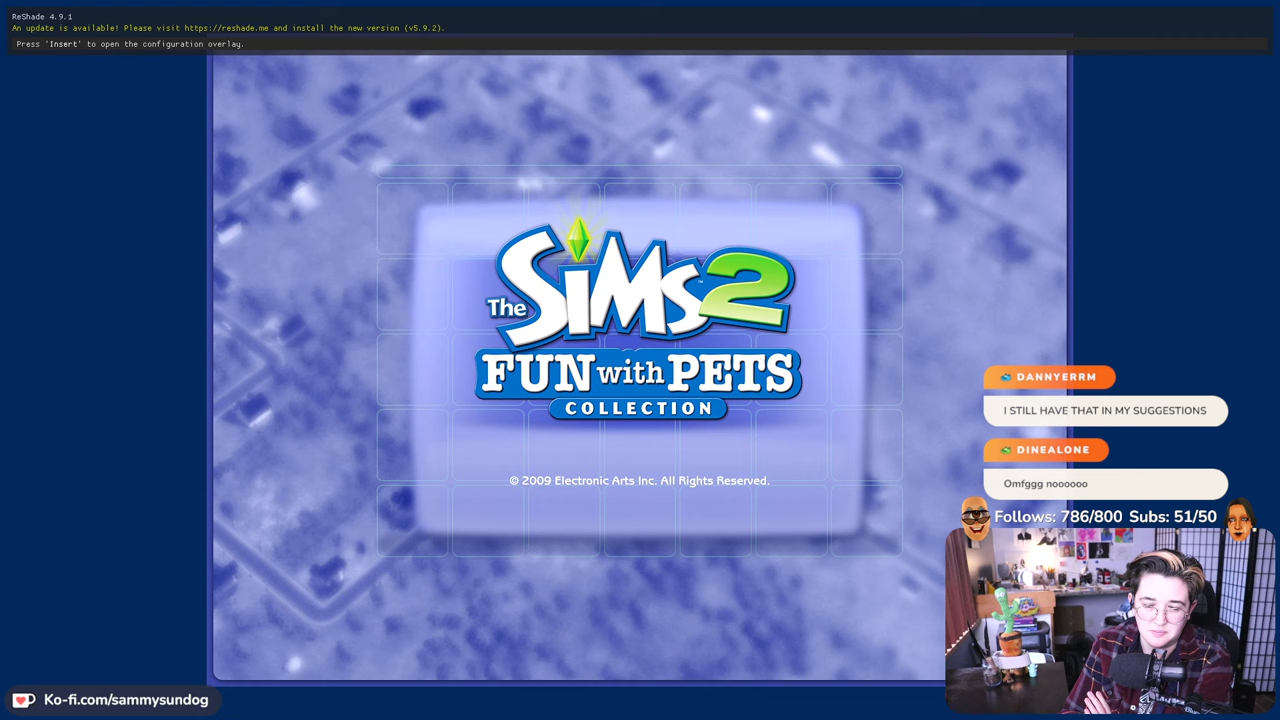 ReShade 4.9.1
An update is available! Please visit https://reshade.me and install the new version (v5.9.2).
Press 'Insert' to open the configuration overlay.
The SiMs 2 ™
FUN with PETS
COLLECTION
© 2009 Electronic Arts Inc. All Rights Reserved.
DANNYERRM
I STILL HAVE THAT IN MY SUGGESTIONS
DINEALONE
Omfggg noooooo
Follows: 786/800 Subs: 51/50
Ko-fi.com/sammysundog